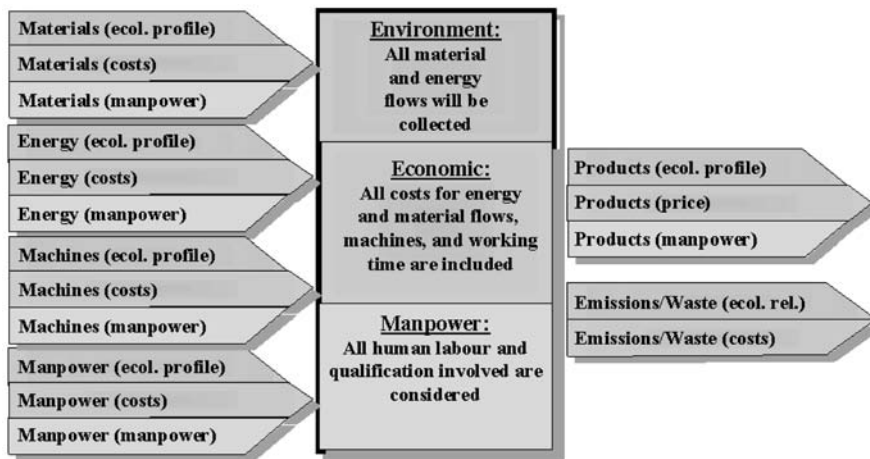 Materials (ecol. profile)
Materials (costs)
Materials (manpower)
Energy (ecol. profile)
Energy (costs)
Energy (manpower)
Machines (ecol. profile)
Machines (costs)
Machines (manpower)
Manpower (ecol. profile)
Manpower (costs)
Manpower (manpower)
Environment:
All material
and energy
flows will be
collected
Economic:
All costs for energy
and material flows,
machines, and working
time are included
Manpower:
All human labour and
qualification involved are
considered
Products (ecol. profile)
Products (price)
Products (manpower)
Emissions/Waste (ecol. rel.)
Emissions/Waste (costs)